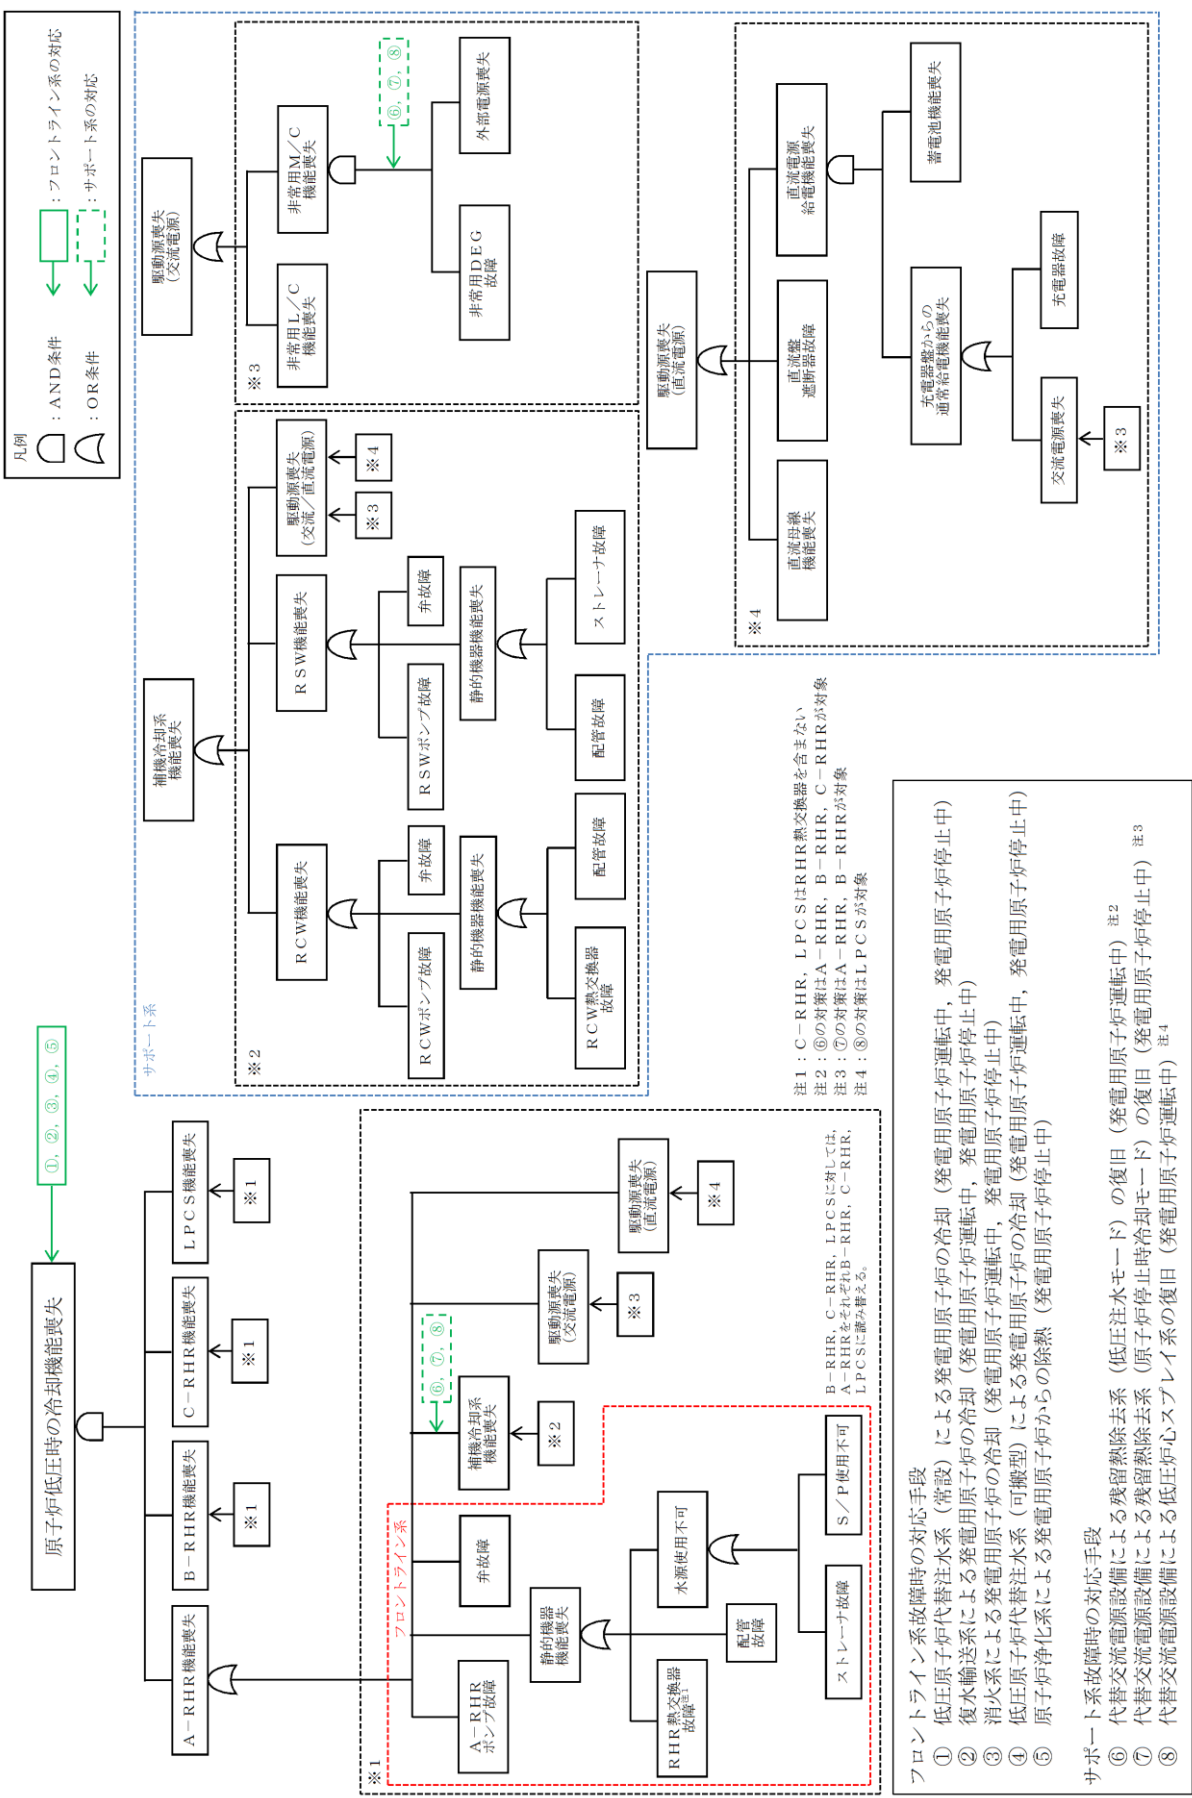 凡例
：AND条件
：OR条件
：フロントライン系の対応
：サポート系の対応
原子炉低圧時の冷却機能喪失
①，②，③，④，⑤
A－RHR機能喪失
B－RHR機能喪失
※1
C－RHR機能喪失
※1
LPCS機能喪失
※1
※1
フロントライン系
A－RHR
ポンプ故障
静的機器
機能喪失
弁故障
RHR熱交換器
故障注1
配管
故障
水源使用不可
ストレーナ故障
S／P使用不可
補機冷却系
機能喪失
※2
⑥，⑦，⑧
駆動源喪失
(交流電源)
※3
駆動源喪失
(直流電源)
※4
B－RHR，C－RHR，LPCSに対しては，
A－RHRをそれぞれB－RHR，C－RHR，
LPCSに読み替える。
サポート系
補機冷却系
機能喪失
※2
RCW機能喪失
RCWポンプ故障
弁故障
静的機器機能喪失
RCW熱交換器
故障
配管故障
RSW機能喪失
RSWポンプ故障
弁故障
静的機器機能喪失
配管故障
ストレーナ故障
駆動源喪失
(交流／直流電源)
※3
※4
駆動源喪失
(交流電源)
※3
非常用L／C
機能喪失
非常用M／C
機能喪失
⑥，⑦，⑧
非常用DEG
故障
外部電源喪失
駆動源喪失
(直流電源)
※4
直流母線
機能喪失
直流盤
遮断器故障
直流電源
給電機能喪失
充電器盤からの
通常給電機能喪失
蓄電池機能喪失
交流電源喪失
充電器故障
※3
注1：C－RHR，LPCSはRHR熱交換器を含まない
注2：⑥の対策はA－RHR，B－RHR，C－RHRが対象
注3：⑦の対策はA－RHR，B－RHRが対象
注4：⑧の対策はLPCSが対象
フロントライン系故障時の対応手段
① 低圧原子炉代替注水系（常設）による発電用原子炉の冷却（発電用原子炉運転中，発電用原子炉停止中）
② 復水輸送系による発電用原子炉の冷却（発電用原子炉運転中，発電用原子炉停止中）
③ 消火系による発電用原子炉の冷却（発電用原子炉運転中，発電用原子炉停止中）
④ 低圧原子炉代替注水系（可搬型）による発電用原子炉の冷却（発電用原子炉運転中，発電用原子炉停止中）
⑤ 原子炉浄化系による発電用原子炉からの除熱（発電用原子炉停止中）
サポート系故障時の対応手段
⑥ 代替交流電源設備による残留熱除去系（低圧注水モード）の復旧（発電用原子炉運転中）注2
⑦ 代替交流電源設備による残留熱除去系（原子炉停止時冷却モード）の復旧（発電用原子炉停止中）注3
⑧ 代替交流電源設備による低圧炉心スプレイ系の復旧（発電用原子炉運転中）注4